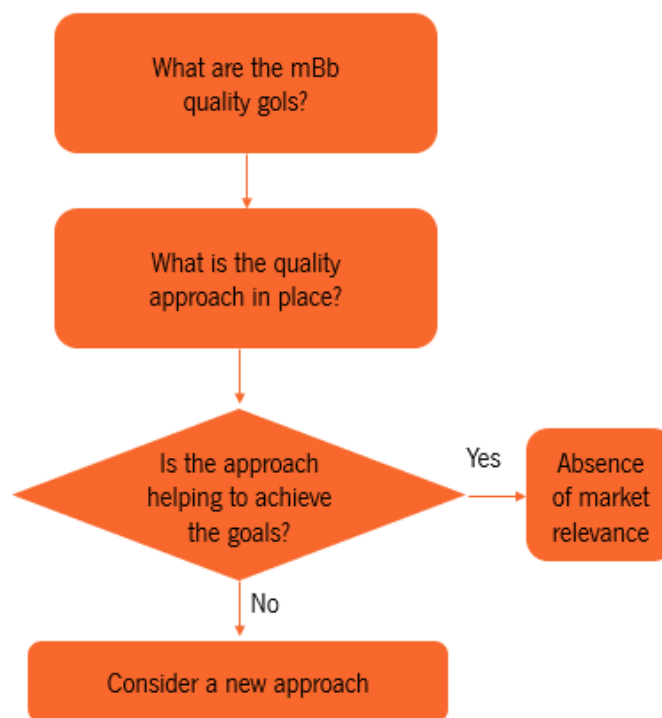 What are the mBb
quality gols?
What is the quality
approach in place?
Is the approach
helping to achieve
the goals?
Yes
Absence
of market
relevance
No
Consider a new approach